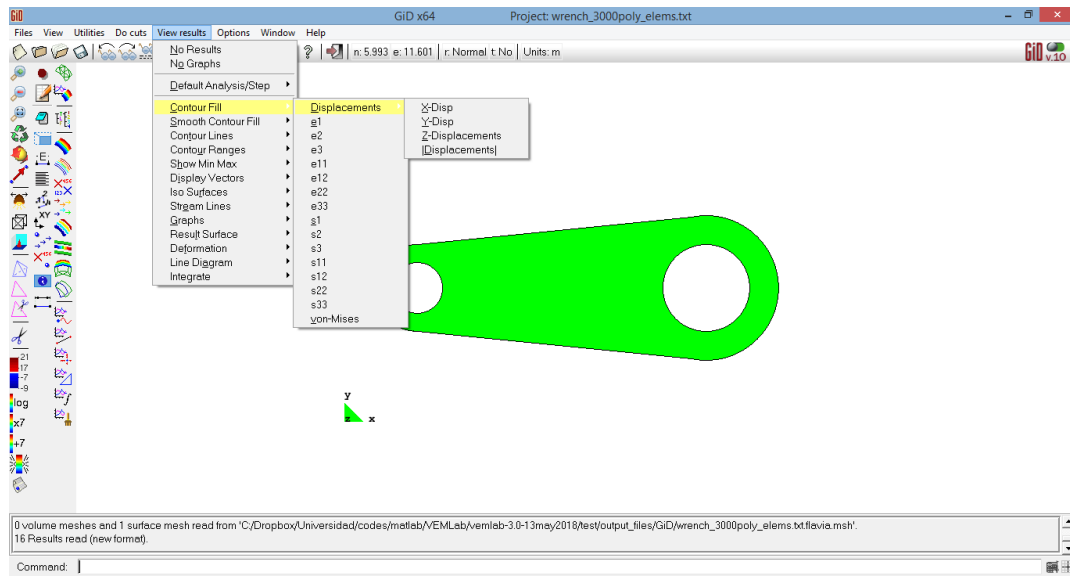 GiD
GiD x64 Project: wrench_3000poly_elems.txt
Files View Utilities Do cuts View results Options Window Help
n: 5.993 e: 11.601 r: Normal t: No Units: m
GiD v.10
No Results
No Graphs
Default Analysis/Step
Contour Fill
Smooth Contour Fill
Contour Lines
Contour Ranges
Show Min Max
Display Vectors
Iso Surfaces
Stream Lines
Graphs
Result Surface
Deformation
Line Diagram
Integrate
Displacements
e1
e2
e3
e11
e12
e22
e33
s1
s2
s3
s11
s12
s22
s33
von-Mises
X-Disp
Y-Disp
Z-Displacements
|Displacements|
:E:
XY
21
17
-7
-9
log
x7
+7
y
z x
0 volume meshes and 1 surface mesh read from 'C:/Dropbox/Universidad/codes/matlab/VEMLab/vemlab-3.0-13may2018/test/output_files/GiD/wrench_3000poly_elems.txt.flavia.msh'.
16 Results read (new format).
Command: